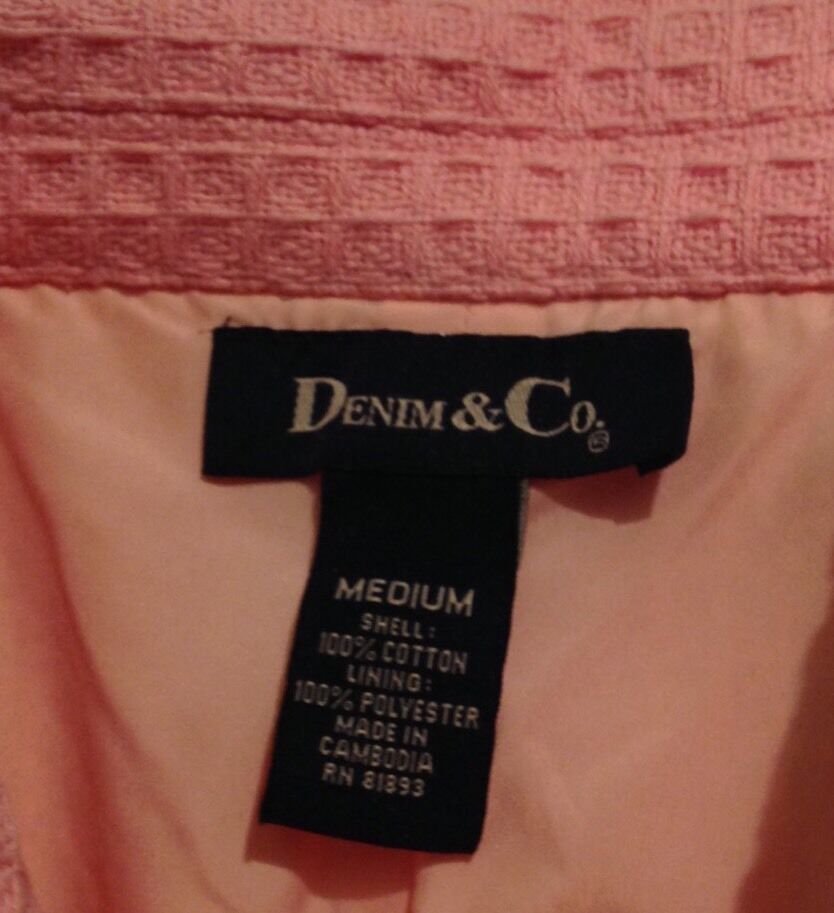 DENIM & CO.®
MEDIUM
SHELL:
100% COTTON
LINING:
100% POLYESTER
MADE IN
CAMBODIA
RN 81893